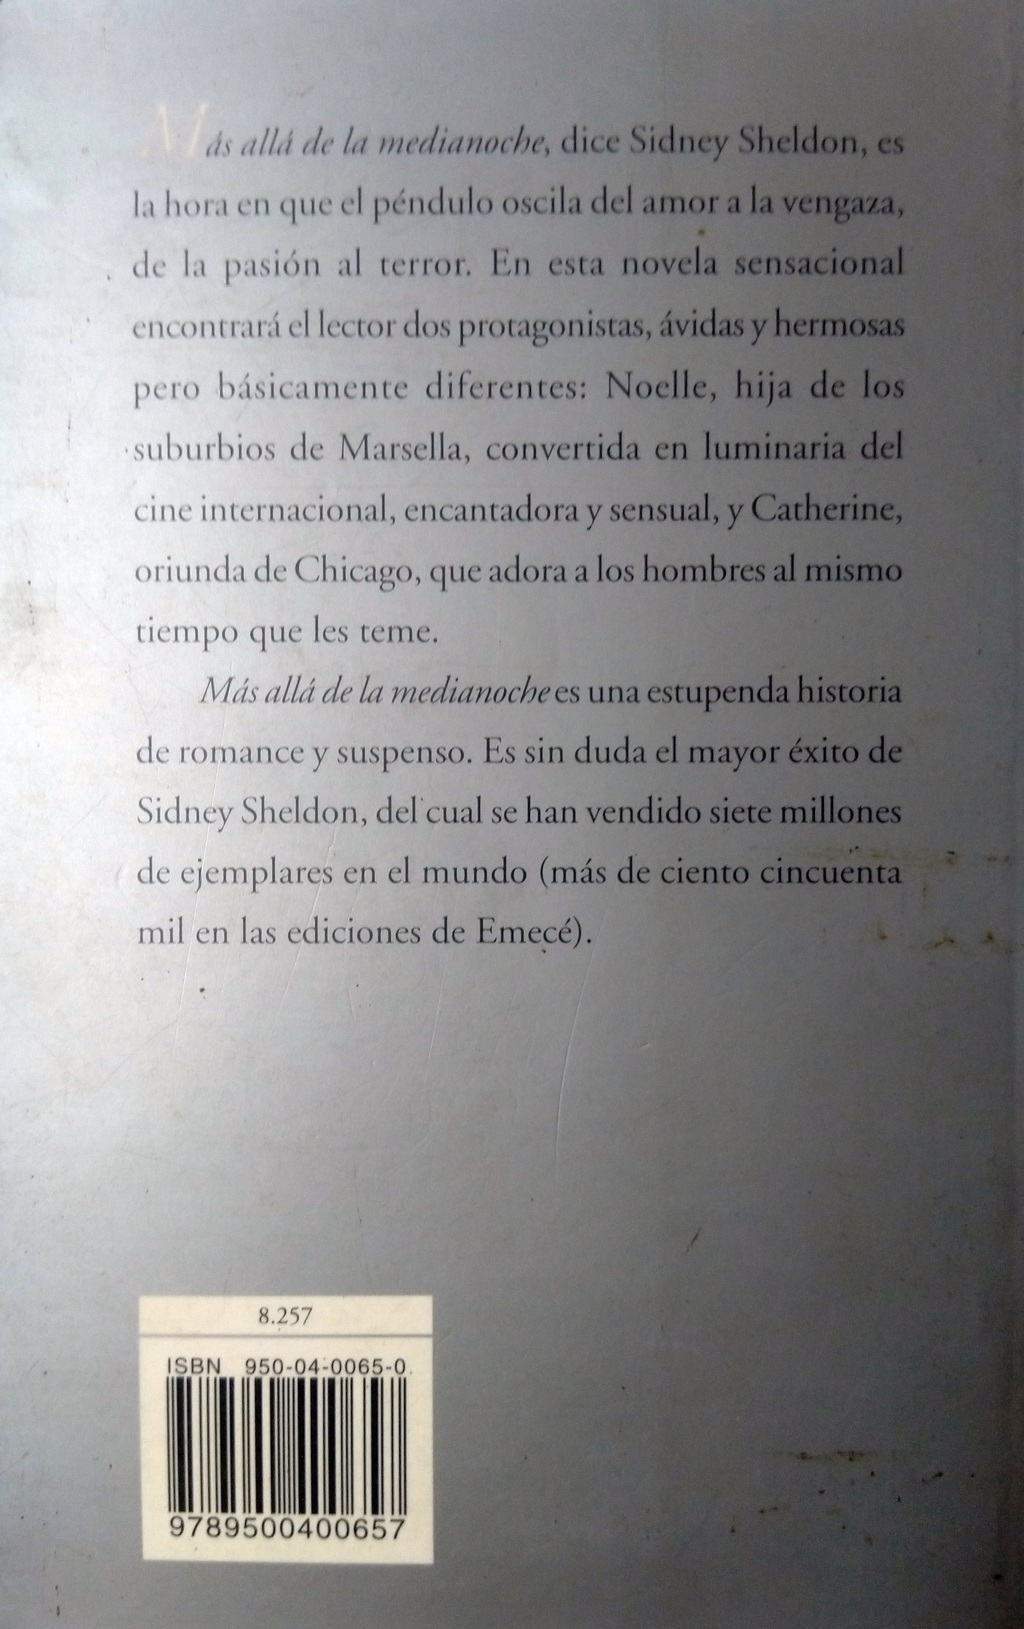 Más allá de la medianoche, dice Sidney Sheldon, es
la hora en que el péndulo oscila del amor a la vengaza,
de la pasión al terror. En esta novela sensacional
encontrará el lector dos protagonistas, ávidas y hermosas
pero básicamente diferentes: Noelle, hija de los
suburbios de Marsella, convertida en luminaria del
cine internacional, encantadora y sensual, y Catherine,
oriunda de Chicago, que adora a los hombres al mismo
tiempo que les teme.
Más allá de la medianoche es una estupenda historia
de romance y suspenso. Es sin duda el mayor éxito de
Sidney Sheldon, del cual se han vendido siete millones
de ejemplares en el mundo (más de ciento cincuenta
mil en las ediciones de Emecé).
8.257
ISBN 950-04-0065-0
9789500400657